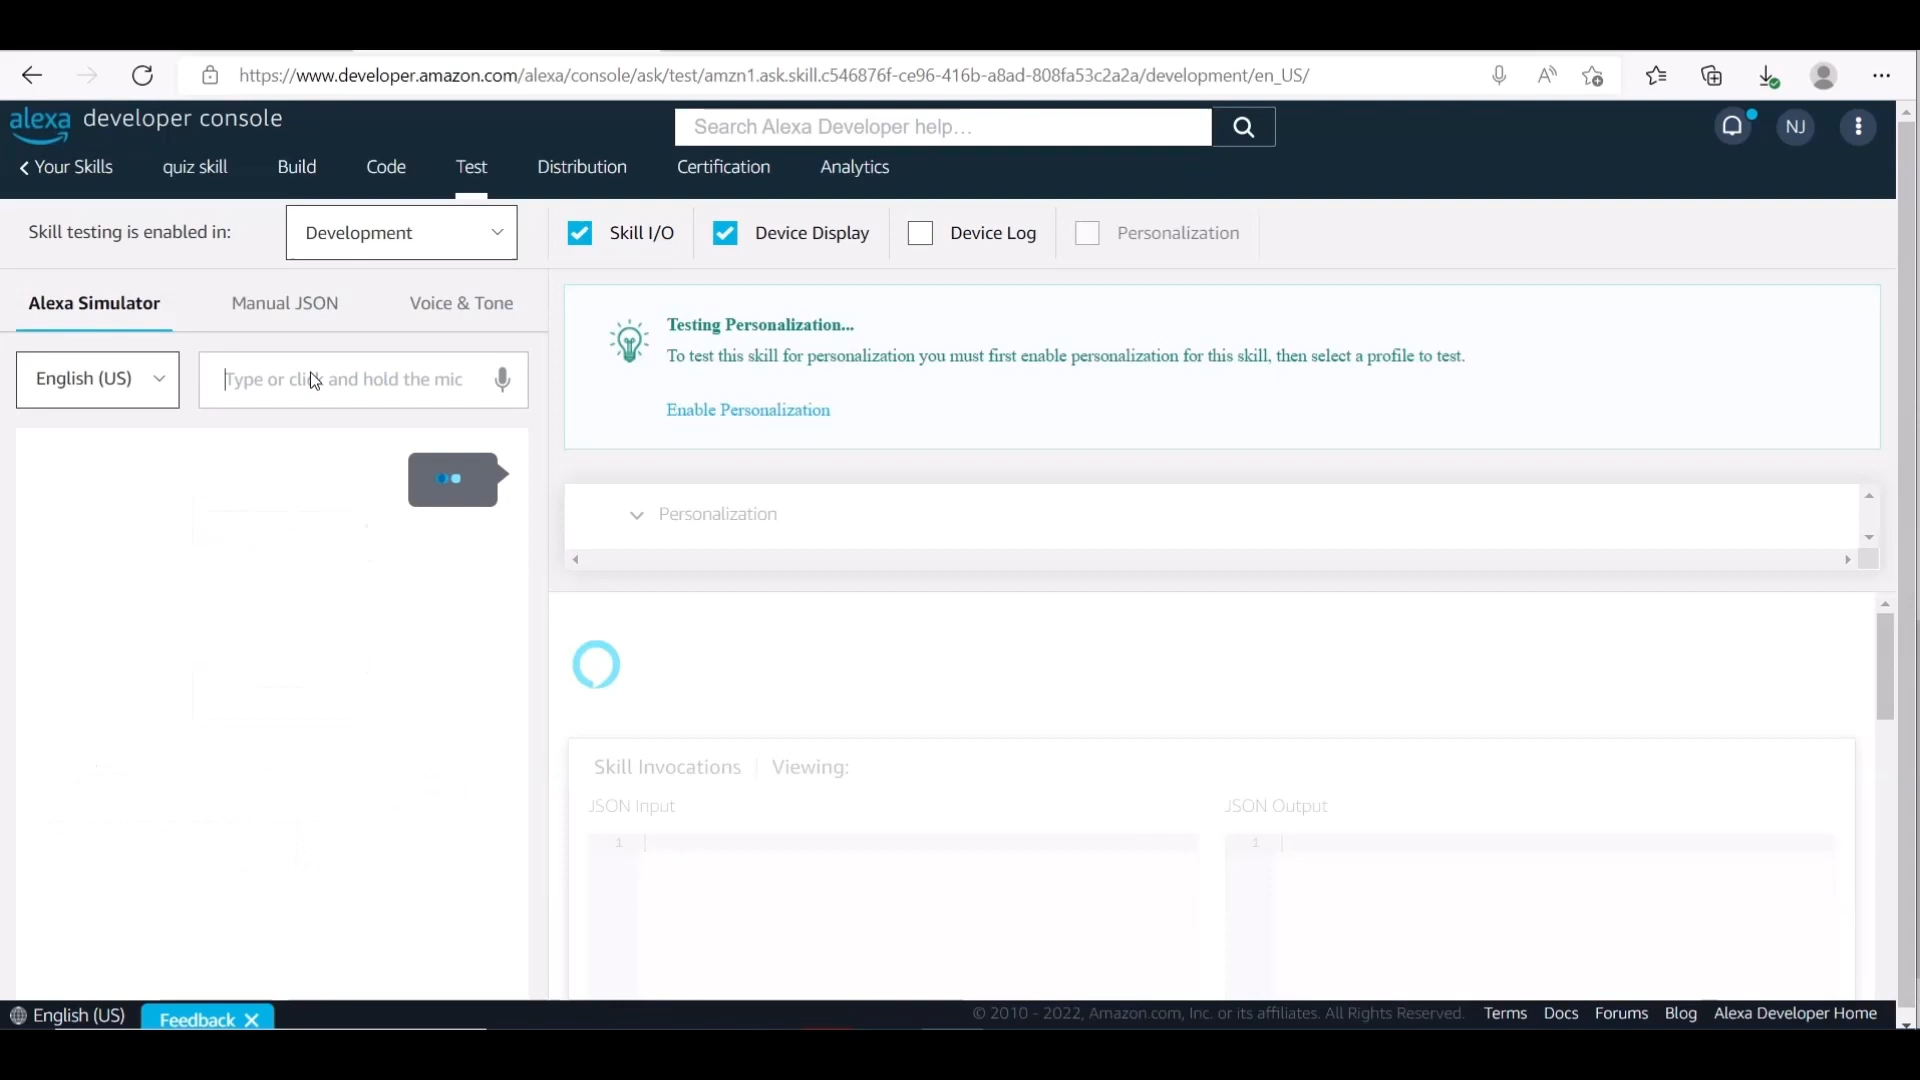 https://www.developer.amazon.com/alexa/console/ask/test/amzn1.ask.skill.c546876f-ce96-416b-a8ad-808fa53c2a2a/development/en_US/
alexa developer console
Search Alexa Developer help...
NJ
Your Skills quiz skill Build Code Test Distribution Certification Analytics
Skill testing is enabled in: Development Skill I/O Device Display Device Log Personalization
Alexa Simulator Manual JSON Voice & Tone
Testing Personalization...
To test this skill for personalization you must first enable personalization for this skill, then select a profile to test.
English (US) Type or click and hold the mic
Enable Personalization
Personalization
Skill Invocations Viewing:
JSON Input JSON Output
1 1
English (US) Feedback © 2010 - 2022, Amazon.com, Inc. or its affiliates. All Rights Reserved. Terms Docs Forums Blog Alexa Developer Home